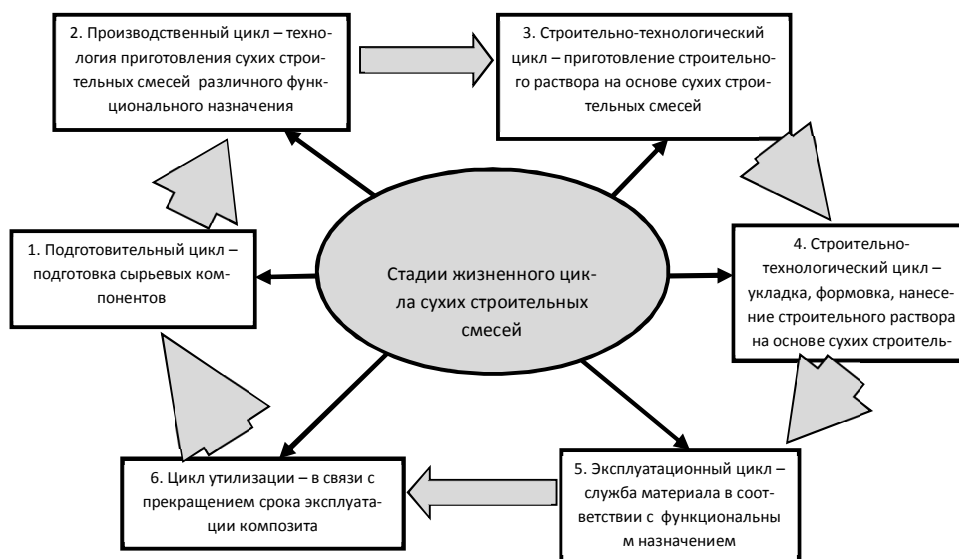 2. Производственный цикл – техно-
логия приготовления сухих строи-
тельных смесей различного функ-
ционального назначения
3. Строительно-технологический
цикл – приготовление строительно-
го раствора на основе сухих строи-
тельных смесей
1. Подготовительный цикл –
подготовка сырьевых ком-
понентов
Стадии жизненного цик-
ла сухих строительных
смесей
4. Строительно-
технологический цикл –
укладка, формовка, нанесе-
ние строительного раствора
на основе сухих строитель-
6. Цикл утилизации – в связи с
прекращением срока эксплуата-
ции композита
5. Эксплуатационный цикл –
служба материала в соот-
ветствии с функциональны
м назначением